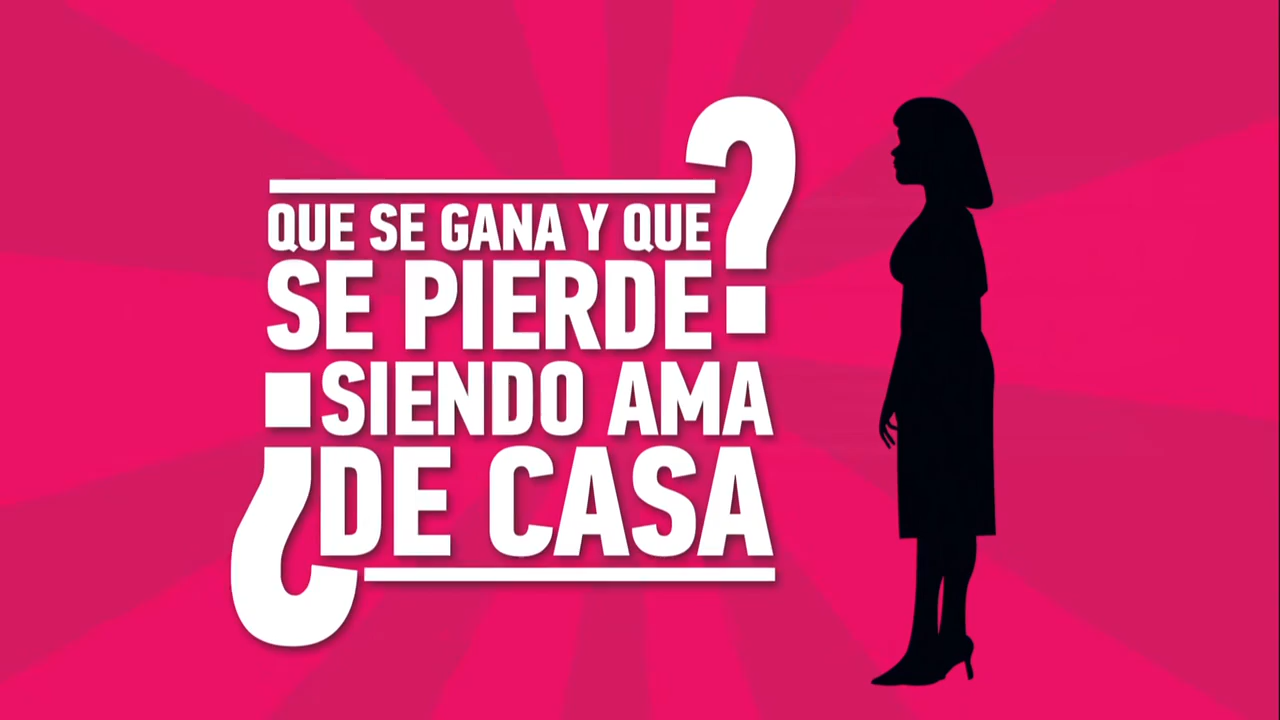 QUE SE GANA Y QUE
SE PIERDE?
¿SIENDO AMA
DE CASA